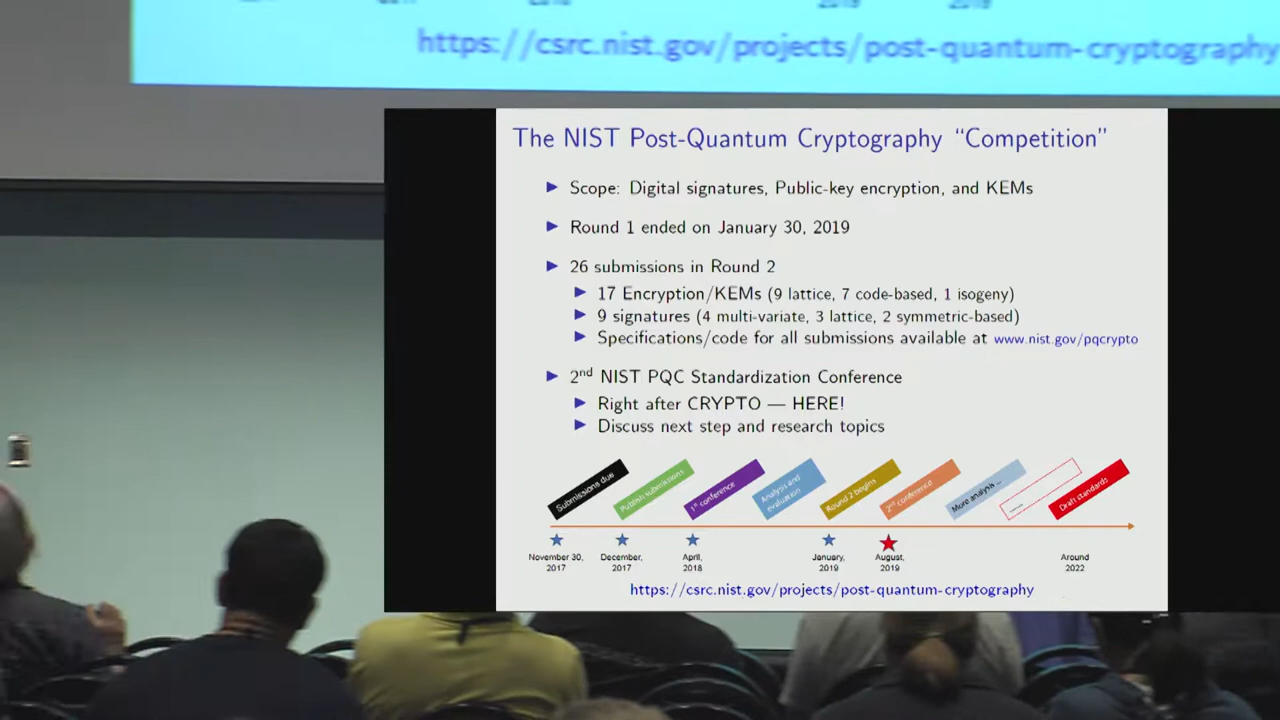 2019
2019
https://csrc.nist.gov/projects/post-quantum-cryptography
The NIST Post-Quantum Cryptography “Competition”
▶ Scope: Digital signatures, Public-key encryption, and KEMs
▶ Round 1 ended on January 30, 2019
▶ 26 submissions in Round 2
▶ 17 Encryption/KEMs (9 lattice, 7 code-based, 1 isogeny)
▶ 9 signatures (4 multi-variate, 3 lattice, 2 symmetric-based)
▶ Specifications/code for all submissions available at www.nist.gov/pqcrypto
▶ 2nd NIST PQC Standardization Conference
▶ Right after CRYPTO — HERE!
▶ Discuss next step and research topics
Submissions due
Publish submissions
1st conference
Analysis and
evaluation
Round 2 begins
2nd conference
More analysis ...
Draft standards
November 30,
2017
December,
2017
April,
2018
January,
2019
August,
2019
Around
2022
https://csrc.nist.gov/projects/post-quantum-cryptography